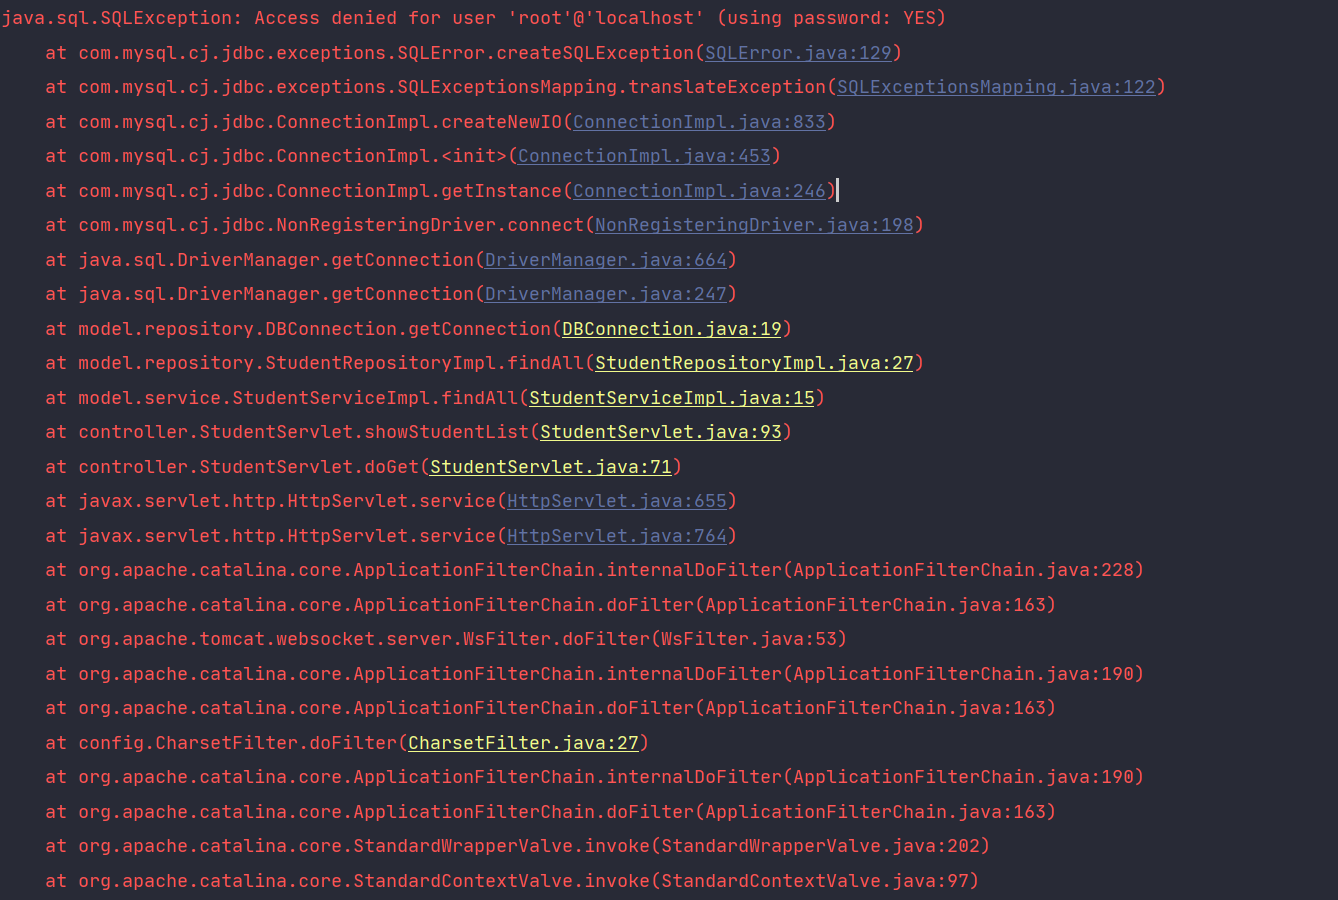 java.sql.SQLException: Access denied for user 'root'@'localhost' (using password: YES)
at com.mysql.cj.jdbc.exceptions.SQLError.createSQLException(SQLError.java:129)
at com.mysql.cj.jdbc.exceptions.SQLExceptionsMapping.translateException(SQLExceptionsMapping.java:122)
at com.mysql.cj.jdbc.ConnectionImpl.createNewIO(ConnectionImpl.java:833)
at com.mysql.cj.jdbc.ConnectionImpl.<init>(ConnectionImpl.java:453)
at com.mysql.cj.jdbc.ConnectionImpl.getInstance(ConnectionImpl.java:246)
at com.mysql.cj.jdbc.NonRegisteringDriver.connect(NonRegisteringDriver.java:198)
at java.sql.DriverManager.getConnection(DriverManager.java:664)
at java.sql.DriverManager.getConnection(DriverManager.java:247)
at model.repository.DBConnection.getConnection(DBConnection.java:19)
at model.repository.StudentRepositoryImpl.findAll(StudentRepositoryImpl.java:27)
at model.service.StudentServiceImpl.findAll(StudentServiceImpl.java:15)
at controller.StudentServlet.showStudentList(StudentServlet.java:93)
at controller.StudentServlet.doGet(StudentServlet.java:71)
at javax.servlet.http.HttpServlet.service(HttpServlet.java:655)
at javax.servlet.http.HttpServlet.service(HttpServlet.java:764)
at org.apache.catalina.core.ApplicationFilterChain.internalDoFilter(ApplicationFilterChain.java:228)
at org.apache.catalina.core.ApplicationFilterChain.doFilter(ApplicationFilterChain.java:163)
at org.apache.tomcat.websocket.server.WsFilter.doFilter(WsFilter.java:53)
at org.apache.catalina.core.ApplicationFilterChain.internalDoFilter(ApplicationFilterChain.java:190)
at org.apache.catalina.core.ApplicationFilterChain.doFilter(ApplicationFilterChain.java:163)
at config.CharsetFilter.doFilter(CharsetFilter.java:27)
at org.apache.catalina.core.ApplicationFilterChain.internalDoFilter(ApplicationFilterChain.java:190)
at org.apache.catalina.core.ApplicationFilterChain.doFilter(ApplicationFilterChain.java:163)
at org.apache.catalina.core.StandardWrapperValve.invoke(StandardWrapperValve.java:202)
at org.apache.catalina.core.StandardContextValve.invoke(StandardContextValve.java:97)